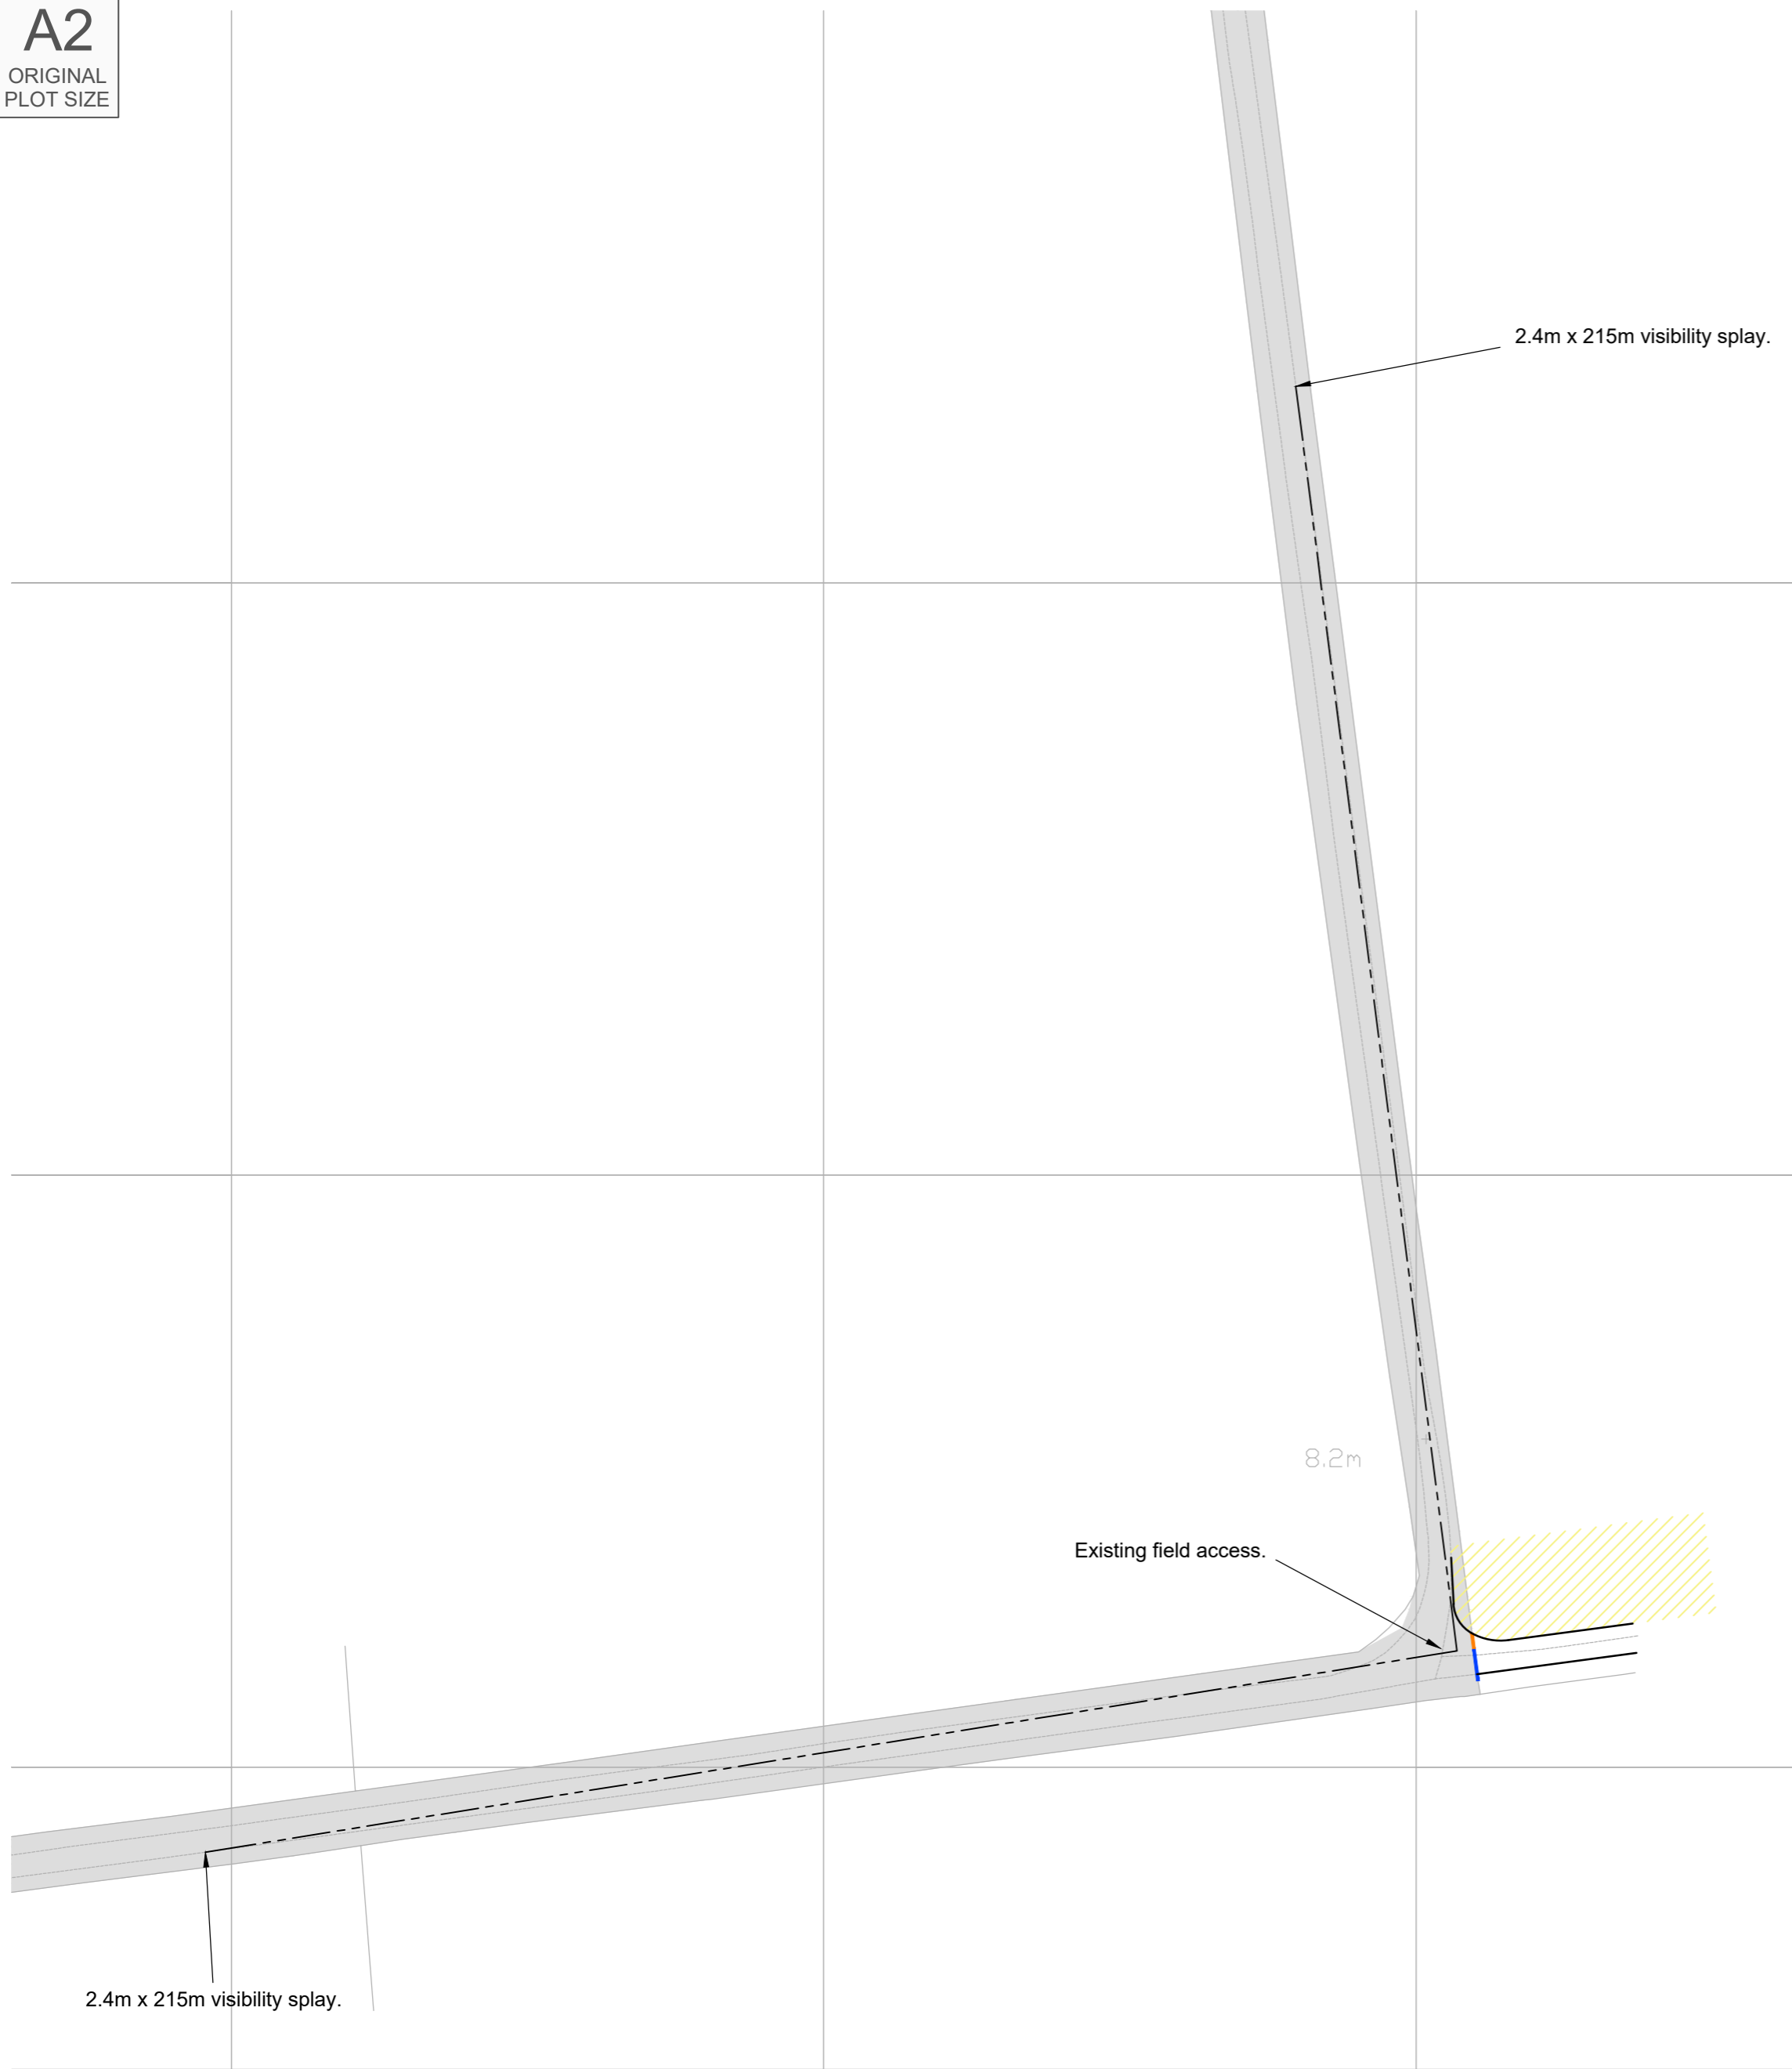 A2
ORIGINAL
PLOT SIZE
2.4m x 215m visibility splay.
8.2m
Existing field access.
2.4m x 215m visibility splay.